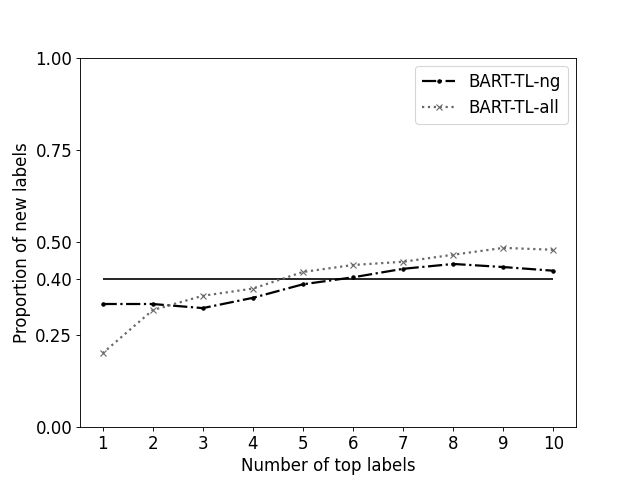 1.00
0.75
0.50
0.40
0.25
0.00
Proportion of new labels
BART-TL-ng
BART-TL-all
1 2 3 4 5 6 7 8 9 10
Number of top labels